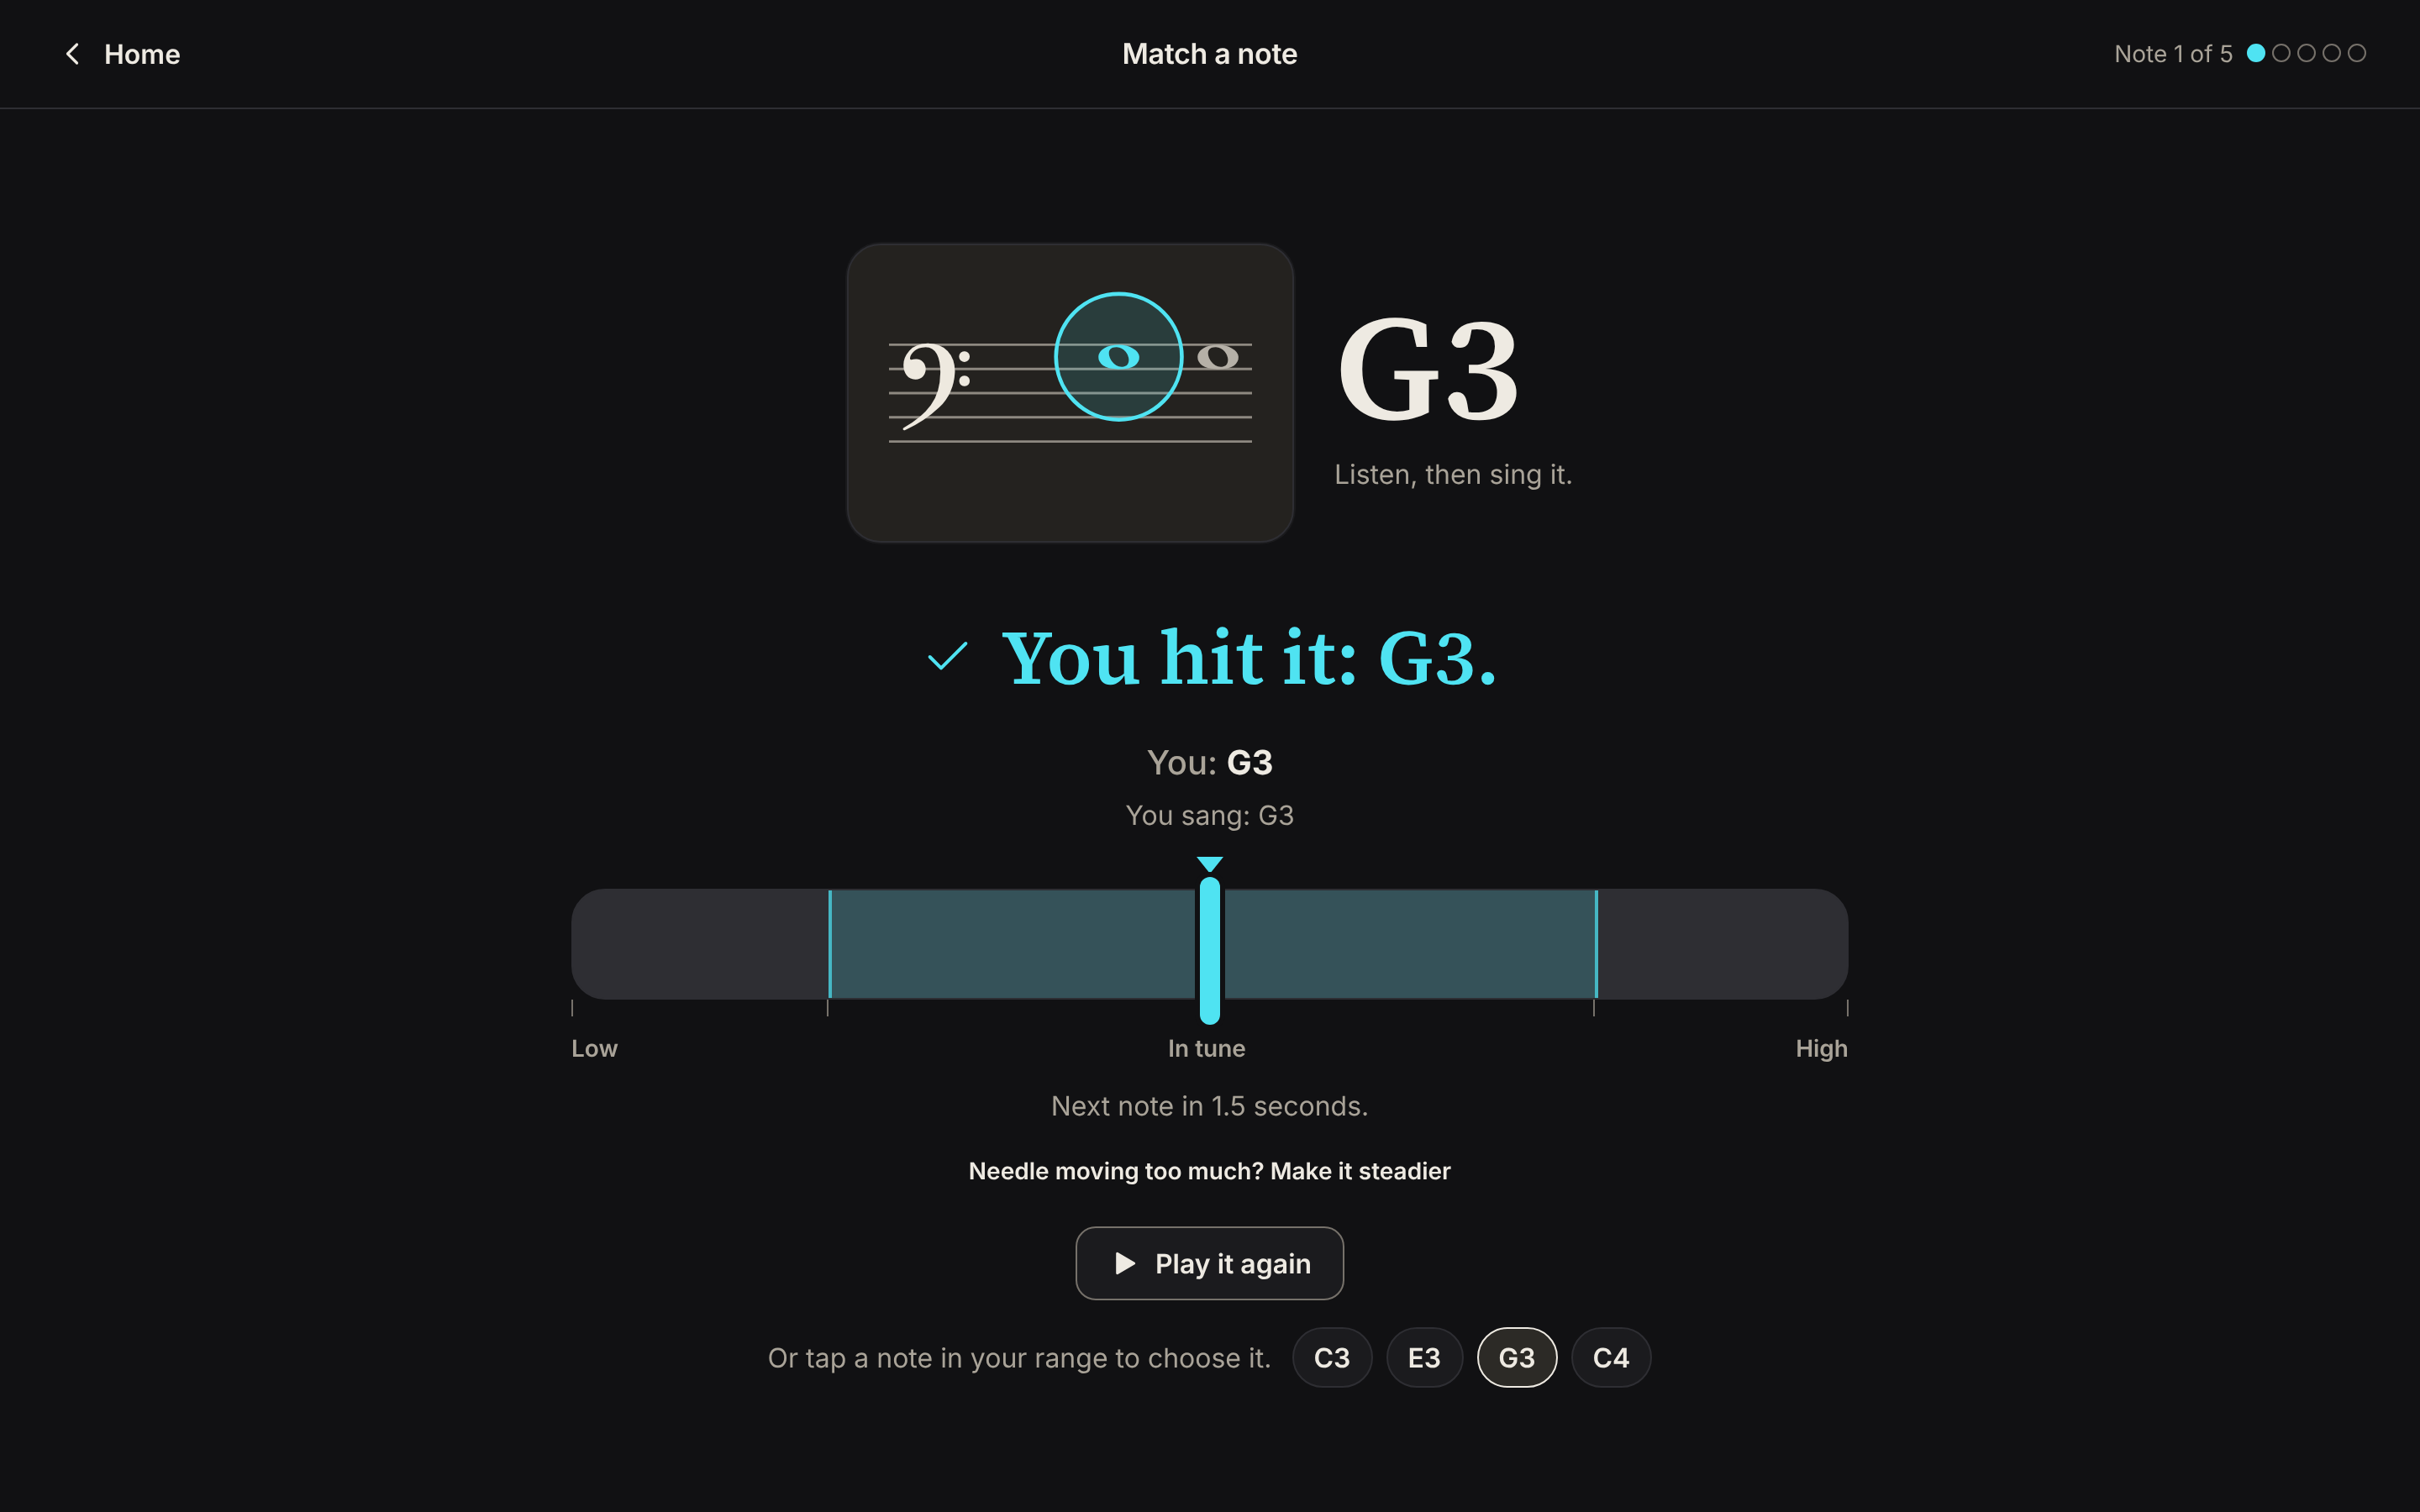 Home
Match a note
Note 1 of 5
G3
Listen, then sing it.
You hit it: G3.
You: G3
You sang: G3
Low
In tune
High
Next note in 1.5 seconds.
Needle moving too much? Make it steadier
Play it again
Or tap a note in your range to choose it.
C3
E3
G3
C4